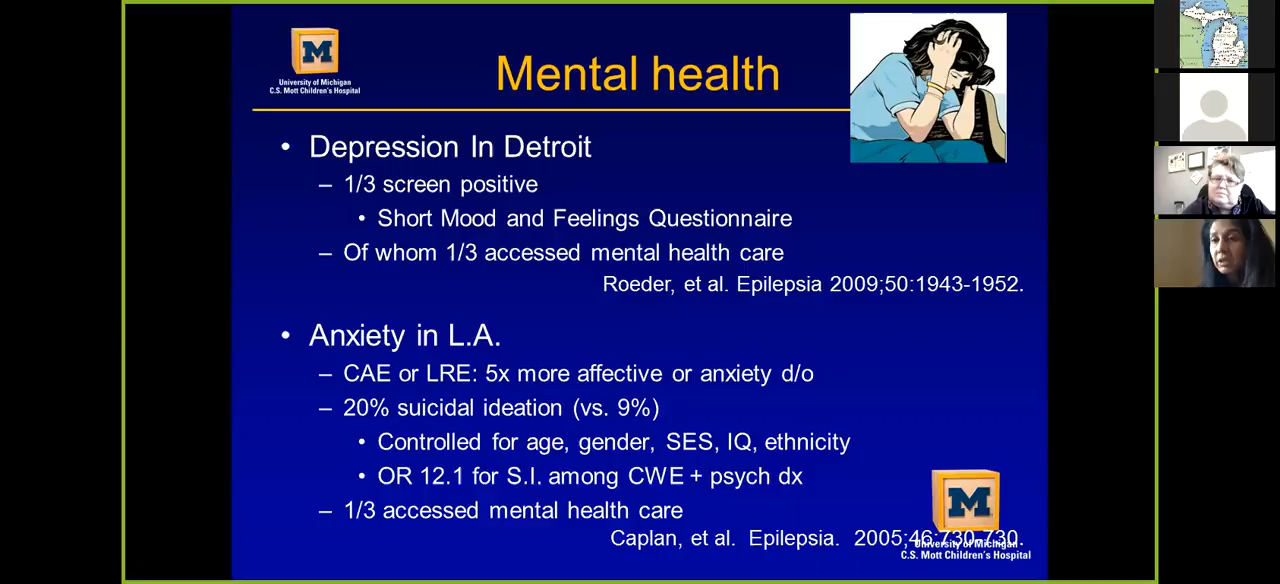 M
University of Michigan
C.S. Mott Children's Hospital
Mental health
• Depression In Detroit
– 1/3 screen positive
• Short Mood and Feelings Questionnaire
– Of whom 1/3 accessed mental health care
Roeder, et al. Epilepsia 2009;50:1943-1952.
• Anxiety in L.A.
– CAE or LRE: 5x more affective or anxiety d/o
– 20% suicidal ideation (vs. 9%)
• Controlled for age, gender, SES, IQ, ethnicity
• OR 12.1 for S.I. among CWE + psych dx
– 1/3 accessed mental health care
Caplan, et al. Epilepsia. 2005;46:730-730.
M
University of Michigan
C.S. Mott Children's Hospital